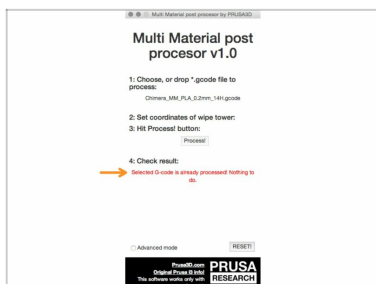 Multi Material post procesor by PRUSA3D
Multi Material post
procesor v1.0
1: Choose, or drop *.gcode file to
process:
Chimera_MM_PLA_0.2mm_14H.gcode
2: Set coordinates of wipe tower:
3: Hit Process! button:
Process!
4: Check result:
Selected G-code is already processed! Nothing to
do.
Advanced mode
RESET!
Prusa3D.com
Original Prusa i3 info!
This software works only with
PRUSA
RESEARCH